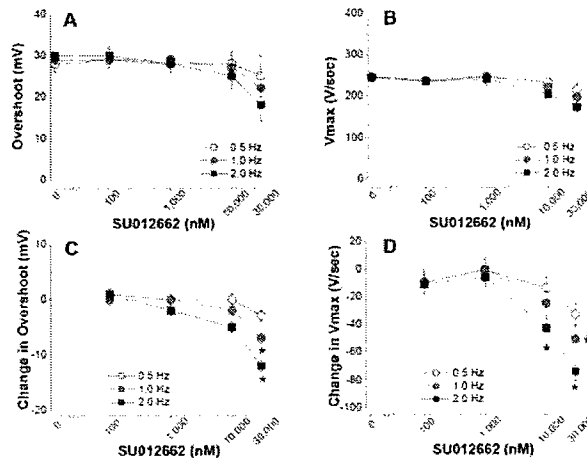 A
Overshoot (mV)
40
30
20
10
0
0.5 Hz
1.0 Hz
2.0 Hz
0
100
1,000
30,000
SU012662 (nM)
B
Vmax (V/sec)
400
300
200
100
0
0.5 Hz
1.0 Hz
2.0 Hz
0
100
1,000
10,000
30,000
SU012662 (nM)
C
Change in Overshoot (mV)
10
0
-10
-20
0.5 Hz
1.0 Hz
2.0 Hz
0
100
1,000
10,000
30,000
SU012662 (nM)
D
Change in Vmax (V/sec)
20
0
-20
-40
-60
-80
-100
0.5 Hz
1.0 Hz
2.0 Hz
0
1,000
10,000
30,000
SU012662 (nM)